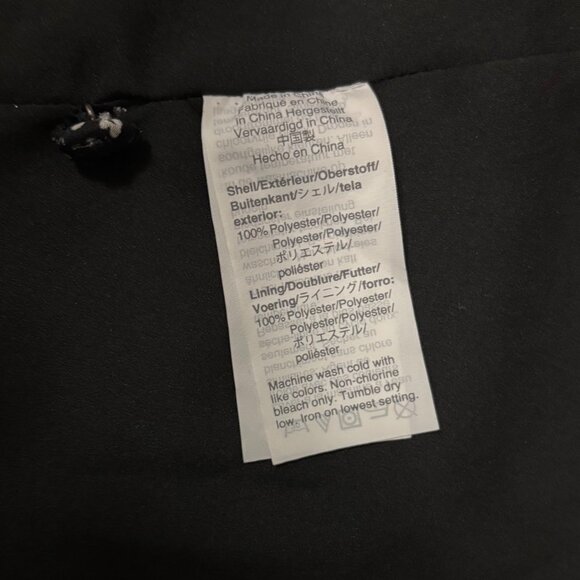 Made in China
Fabriqué en Chine
in China Hergestellt
Vervaardigd in China
中国製
Hecho en China
Shell/Extérieur/Oberstoff/
Buitenkant/シェル/tela
exterior:
100% Polyester/Polyester/
Polyester/Polyester/
ポリエステル/
poliéster
Lining/Doublure/Futter/
Voering/ライニング/forro:
100% Polyester/Polyester/
Polyester/Polyester/
ポリエステル/
poliéster
Machine wash cold with
like colors. Non-chlorine
bleach only. Tumble dry
low. Iron on lowest setting.